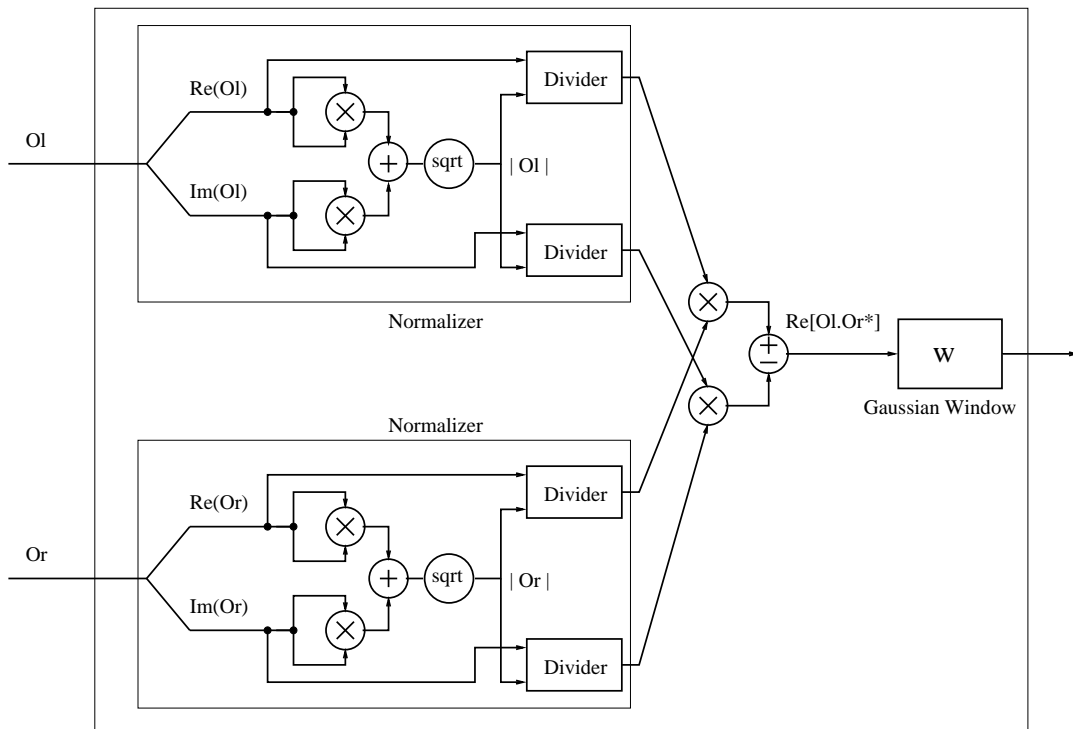 Ol
Re(Ol)
Im(Ol)
sqrt
| Ol |
Divider
Divider
Normalizer
Re[Ol.Or*]
W
Gaussian Window
Normalizer
Or
Re(Or)
Im(Or)
sqrt
| Or |
Divider
Divider